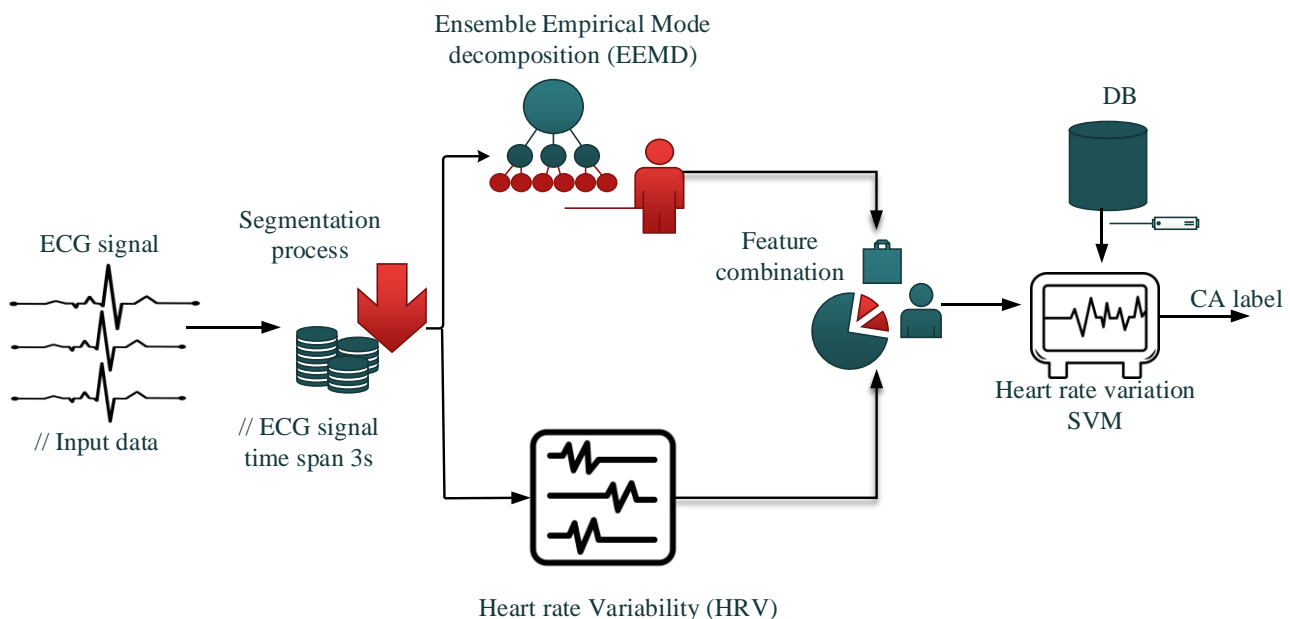 Ensemble Empirical Mode
decomposition (EEMD)
DB
Segmentation
process
ECG signal
Feature
combination
CA label
// Input data
// ECG signal
time span 3s
Heart rate variation
SVM
Heart rate Variability (HRV)